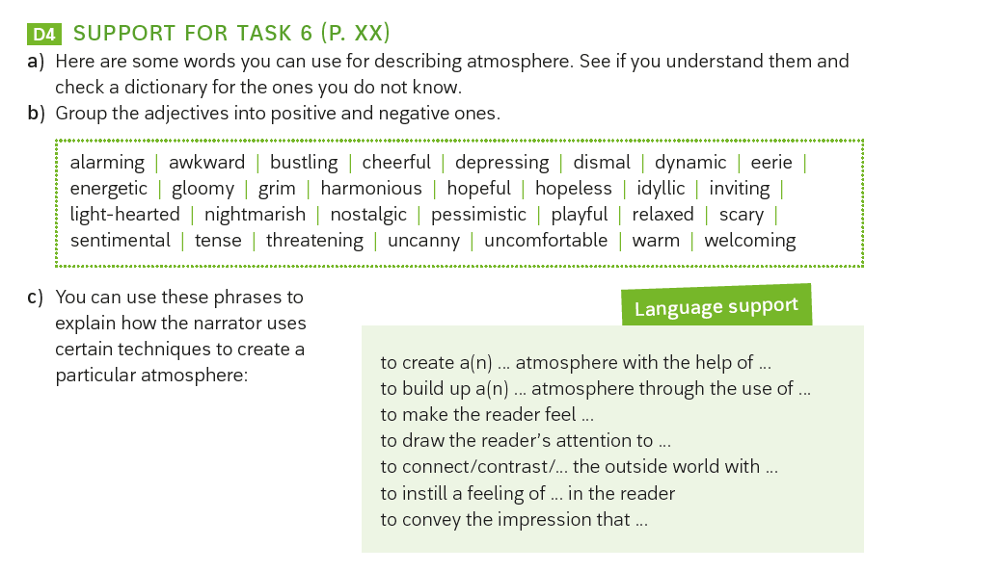 D4 SUPPORT FOR TASK 6 (P. XX)
a) Here are some words you can use for describing atmosphere. See if you understand them and
check a dictionary for the ones you do not know.
b) Group the adjectives into positive and negative ones.
alarming | awkward | bustling | cheerful | depressing | dismal | dynamic | eerie |
energetic | gloomy | grim | harmonious | hopeful | hopeless | idyllic | inviting |
light-hearted | nightmarish | nostalgic | pessimistic | playful | relaxed | scary |
sentimental | tense | threatening | uncanny | uncomfortable | warm | welcoming
c) You can use these phrases to
explain how the narrator uses
certain techniques to create a
particular atmosphere:
Language support
to create a(n) ... atmosphere with the help of ...
to build up a(n) ... atmosphere through the use of ...
to make the reader feel ...
to draw the reader's attention to ...
to connect/contrast/... the outside world with ...
to instill a feeling of ... in the reader
to convey the impression that ...